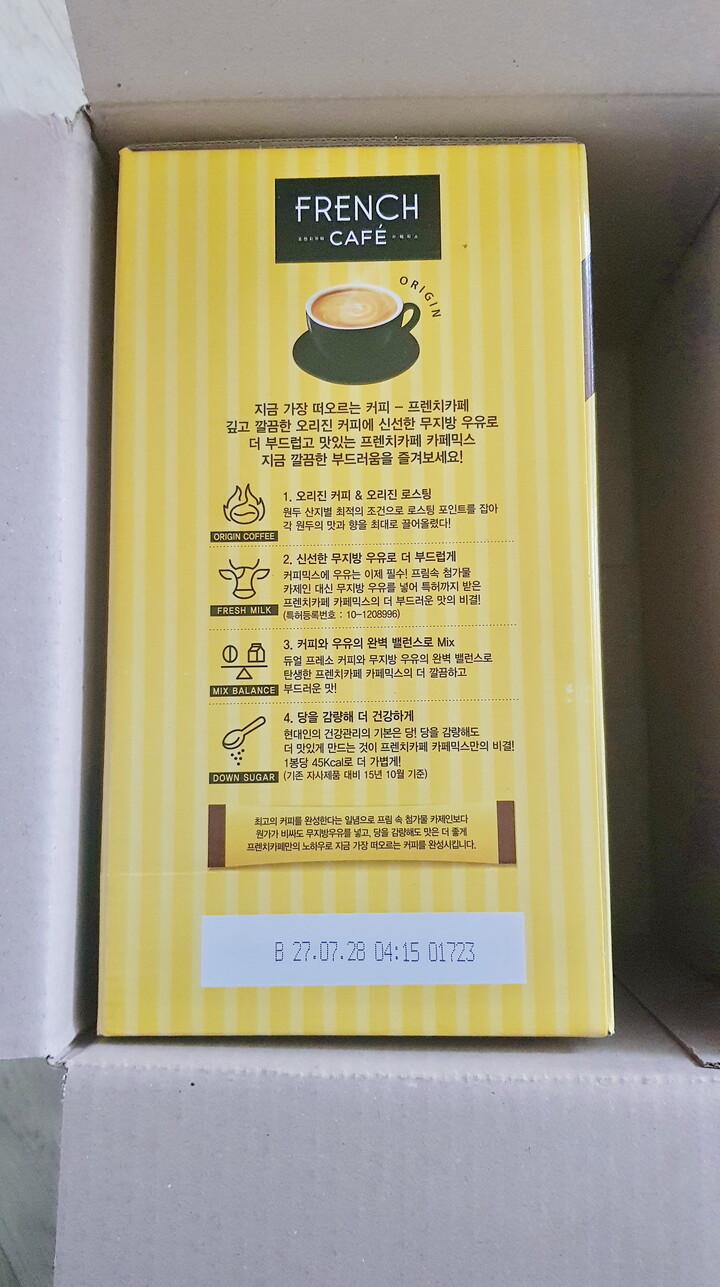 FRENCH
CAFÉ
ORIGIN
지금 가장 떠오르는 커피 – 프렌치카페
깊고 깔끔한 오리진 커피에 신선한 무지방 우유로
더 부드럽고 맛있는 프렌치카페 카페믹스
지금 깔끔한 부드러움을 즐겨보세요!
ORIGIN COFFEE
1. 오리진 커피 & 오리진 로스팅
원두 산지별 최적의 조건으로 로스팅 포인트를 잡아
각 원두의 맛과 향을 최대로 끌어올렸다!
FRESH MILK
2. 신선한 무지방 우유로 더 부드럽게
커피믹스에 우유는 이제 필수! 프림속 첨가물
카제인 대신 무지방 우유를 넣어 특허까지 받은
프렌치카페 카페믹스의 더 부드러운 맛의 비결!
(특허등록번호 : 10-1208996)
MIX BALANCE
3. 커피와 우유의 완벽 밸런스로 Mix
듀얼 프레소 커피와 무지방 우유의 완벽 밸런스로
탄생한 프렌치카페 카페믹스의 더 깔끔하고
부드러운 맛!
DOWN SUGAR
4. 당을 감량해 더 건강하게
현대인의 건강관리의 기본은 당! 당을 감량해도
더 맛있게 만드는 것이 프렌치카페 카페믹스만의 비결!
1봉당 45Kcal로 더 가볍게!
(기존 자사제품 대비 15년 10월 기준)
최고의 커피를 완성한다는 일념으로 프림 속 첨가물 카제인보다
원가가 비싸도 무지방우유를 넣고, 당을 감량해도 맛은 더 좋게
프렌치카페만의 노하우로 지금 가장 떠오르는 커피를 완성시킵니다.
B 27.07.28 04:15 01723